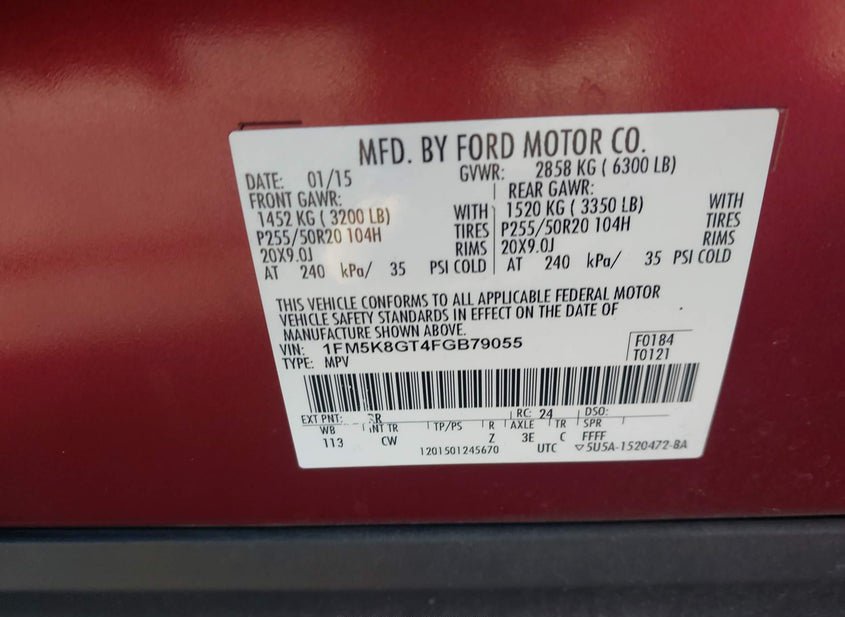 MFD. BY FORD MOTOR CO.
DATE: 01/15 GVWR: 2858 KG ( 6300 LB)
FRONT GAWR: REAR GAWR:
1452 KG ( 3200 LB) WITH 1520 KG ( 3350 LB) WITH
P255/50R20 104H TIRES P255/50R20 104H TIRES
20X9.0J RIMS 20X9.0J RIMS
AT 240 kPa/ 35 PSI COLD AT 240 kPa/ 35 PSI COLD
THIS VEHICLE CONFORMS TO ALL APPLICABLE FEDERAL MOTOR
VEHICLE SAFETY STANDARDS IN EFFECT ON THE DATE OF
MANUFACTURE SHOWN ABOVE.
VIN: 1FM5K8GT4FGB79055 F0184
TYPE: MPV T0121
EXT PNT: RC: 24 DSO:
WB INT TR TP/PS R AXLE TR SPR
113 CW Z 3E C FFFF
1201501245670 UTC ▽5U5A-1520472-BA